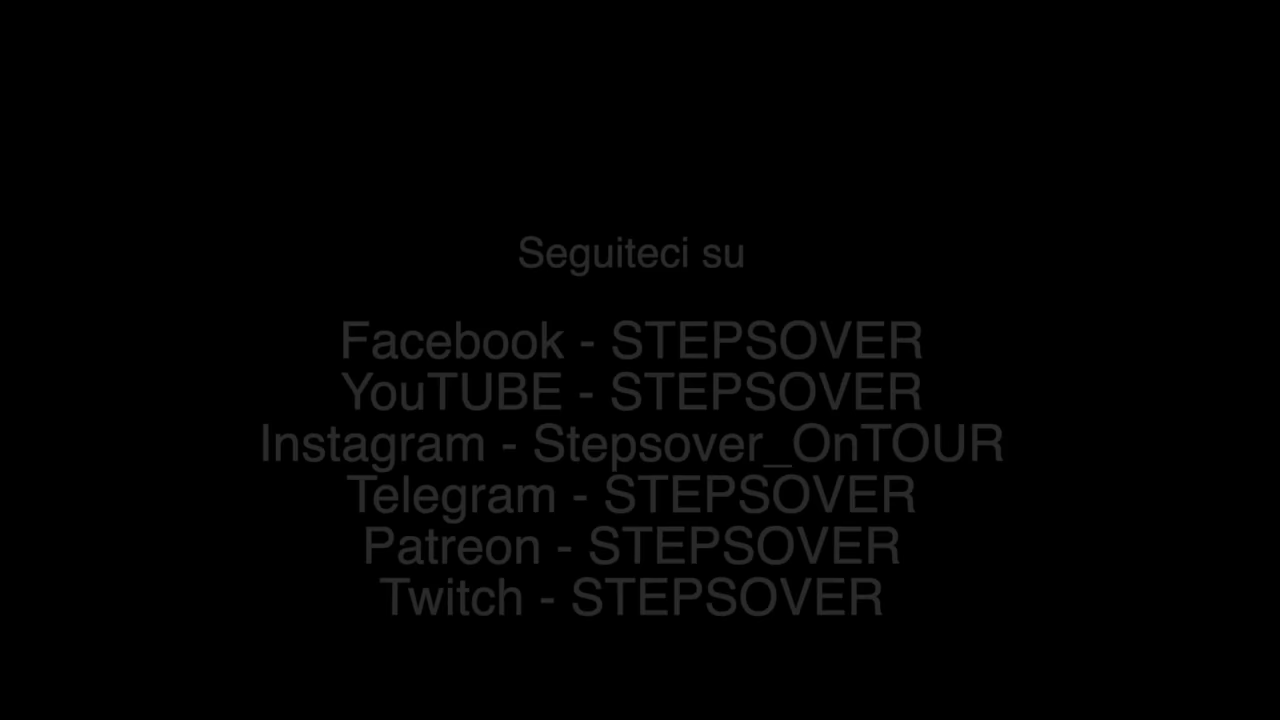 Seguiteci su
Facebook - STEPSOVER
YouTUBE - STEPSOVER
Instagram - Stepsover_OnTOUR
Telegram - STEPSOVER
Patreon - STEPSOVER
Twitch - STEPSOVER